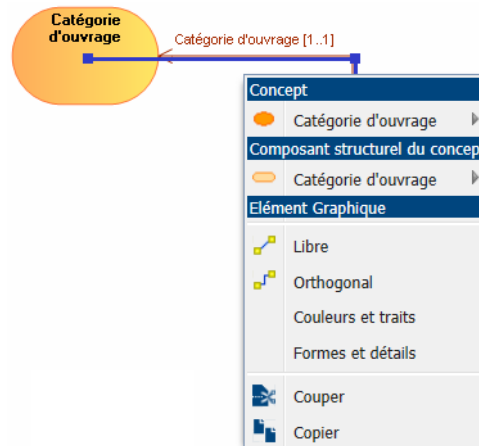 Catégorie
d'ouvrage
Catégorie d'ouvrage [1..1]
Concept
Catégorie d'ouvrage
Composant structurel du concep
Catégorie d'ouvrage
Elément Graphique
Libre
Orthogonal
Couleurs et traits
Formes et détails
Couper
Copier